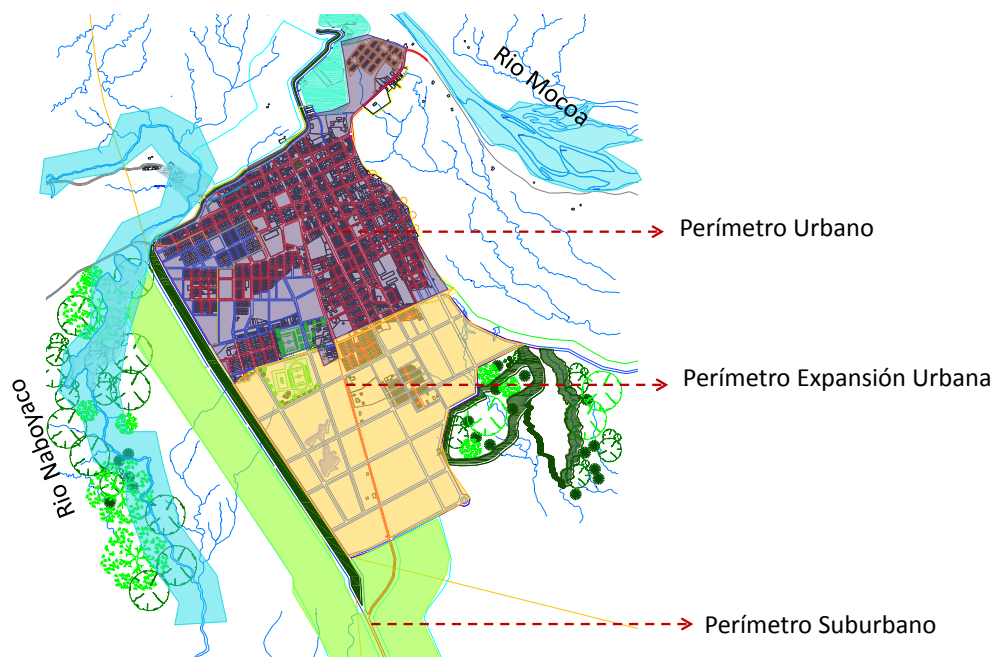 Rio Mocoa
Perímetro Urbano
Perímetro Expansión Urbana
Rio Naboyaco
Perímetro Suburbano